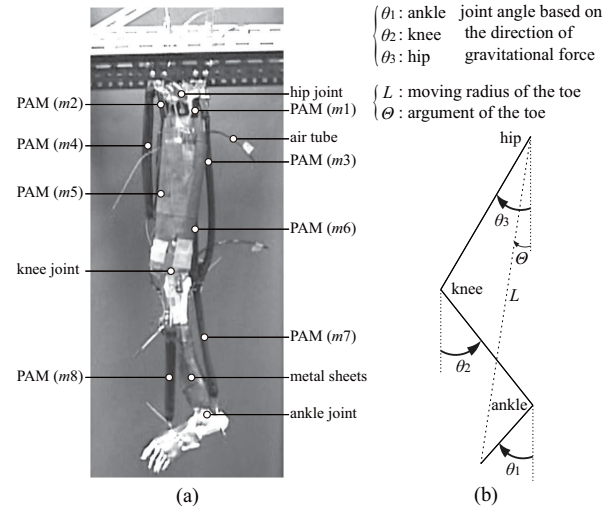 θ1 : ankle joint angle based on
θ2 : knee the direction of
θ3 : hip gravitational force
L : moving radius of the toe
Θ : argument of the toe
hip joint
PAM (m2)
PAM (m1)
air tube
PAM (m4)
PAM (m3)
PAM (m5)
PAM (m6)
knee joint
PAM (m7)
PAM (m8)
metal sheets
ankle joint
(a)
hip
θ3
Θ
L
knee
θ2
ankle
θ1
(b)